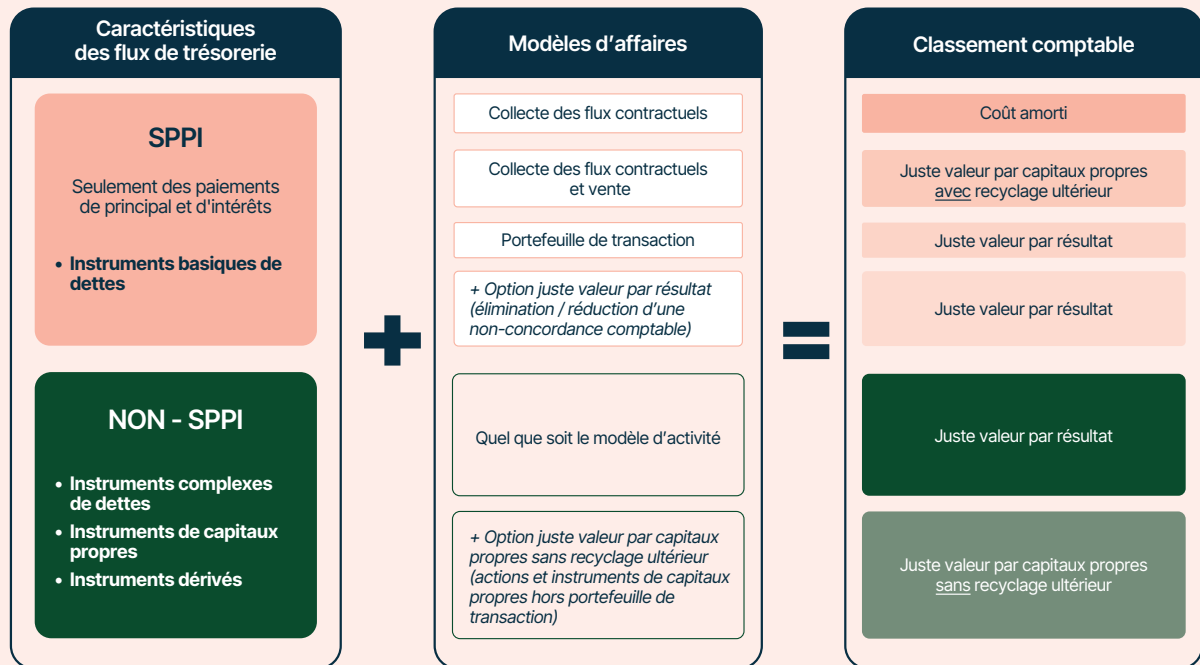 Caractéristiques
des flux de trésorerie
SPPI
Seulement des paiements
de principal et d'intérêts
• Instruments basiques de
dettes
NON - SPPI
• Instruments complexes
de dettes
• Instruments de capitaux
propres
• Instruments dérivés
+
Modèles d’affaires
Collecte des flux contractuels
Collecte des flux contractuels
et vente
Portefeuille de transaction
+ Option juste valeur par résultat
(élimination / réduction d’une
non-concordance comptable)
Quel que soit le modèle d’activité
+ Option juste valeur par capitaux
propres sans recyclage ultérieur
(actions et instruments de capitaux
propres hors portefeuille de
transaction)
=
Classement comptable
Coût amorti
Juste valeur par capitaux propres
avec recyclage ultérieur
Juste valeur par résultat
Juste valeur par résultat
Juste valeur par résultat
Juste valeur par capitaux propres
sans recyclage ultérieur